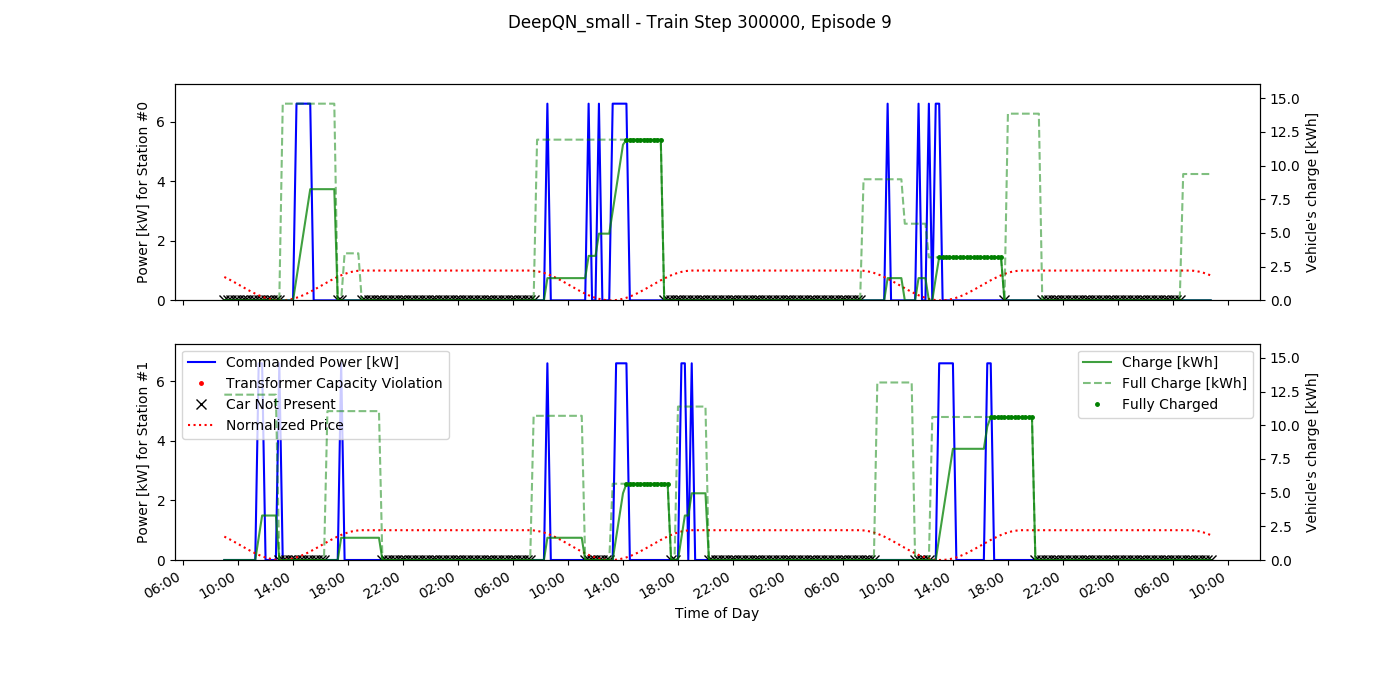 DeepQN_small - Train Step 300000, Episode 9
Power [kW] for Station #0
6
4
2
0
15.0
12.5
10.0
7.5
5.0
2.5
0.0
Vehicle's charge [kWh]
Power [kW] for Station #1
6
4
2
0
Commanded Power [kW]
Transformer Capacity Violation
Car Not Present
Normalized Price
Charge [kWh]
Full Charge [kWh]
Fully Charged
15.0
12.5
10.0
7.5
5.0
2.5
0.0
Vehicle's charge [kWh]
06:00 10:00 14:00 18:00 22:00 02:00 06:00 10:00 14:00 18:00 22:00 02:00 06:00 10:00 14:00 18:00 22:00 02:00 06:00 10:00
Time of Day